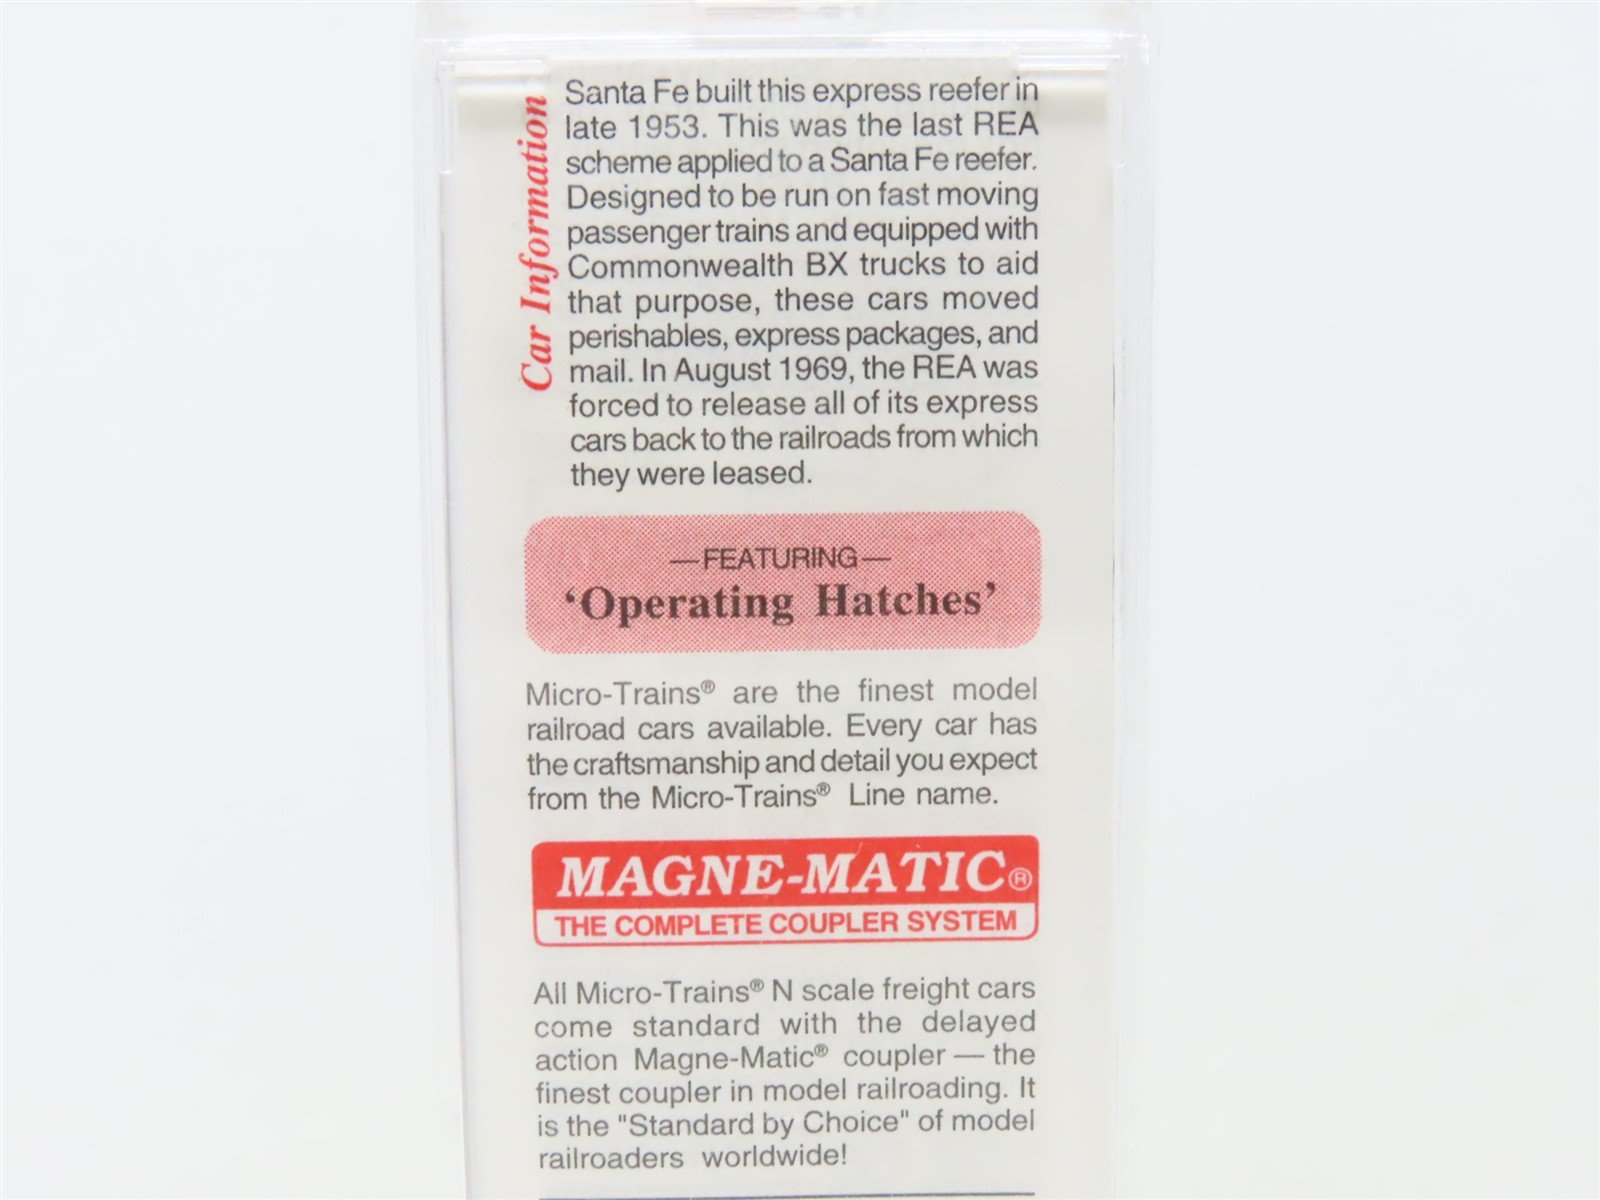 Car Information
Santa Fe built this express reefer in
late 1953. This was the last REA
scheme applied to a Santa Fe reefer.
Designed to be run on fast moving
passenger trains and equipped with
Commonwealth BX trucks to aid
that purpose, these cars moved
perishables, express packages, and
mail. In August 1969, the REA was
forced to release all of its express
cars back to the railroads from which
they were leased.
—FEATURING—
‘Operating Hatches’
Micro-Trains® are the finest model
railroad cars available. Every car has
the craftsmanship and detail you expect
from the Micro-Trains® Line name.
MAGNE-MATIC®
THE COMPLETE COUPLER SYSTEM
All Micro-Trains® N scale freight cars
come standard with the delayed
action Magne-Matic® coupler — the
finest coupler in model railroading. It
is the "Standard by Choice" of model
railroaders worldwide!